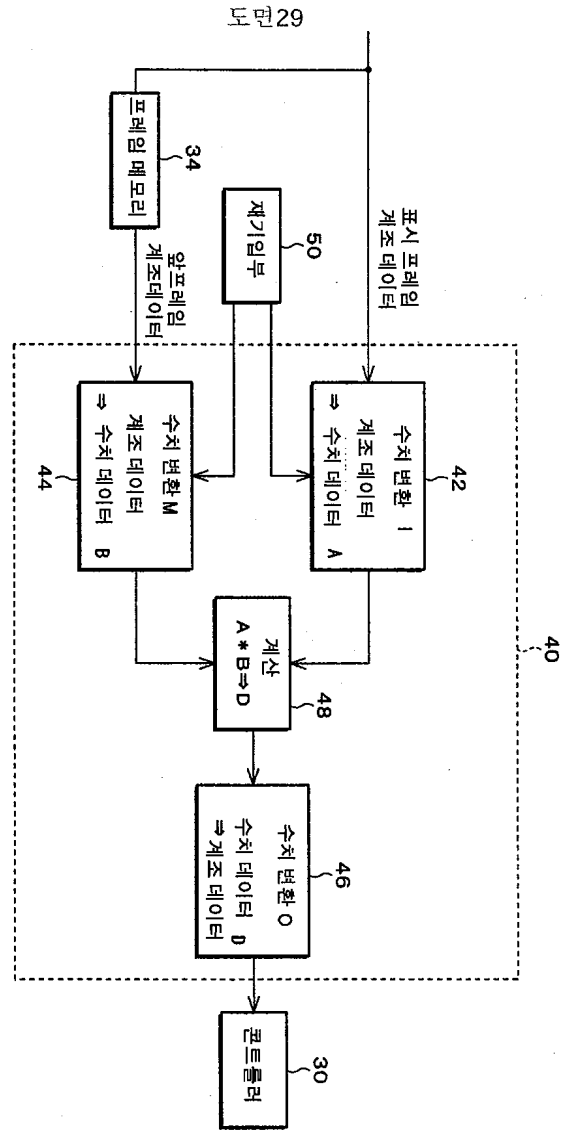 도면29
표시 프레임
계조 데이터
34
프레임 메모리
앞프레임
계조데이터
50
재기입부
40
42
수치 변환 I
계조 데이터
⇒ 수치 데이터 A
44
수치 변환 M
계조 데이터
⇒ 수치 데이터 B
48
계산
A * B⇒D
46
수치 변환 O
수치 데이터 D
⇒ 계조 데이터
30
콘트롤러